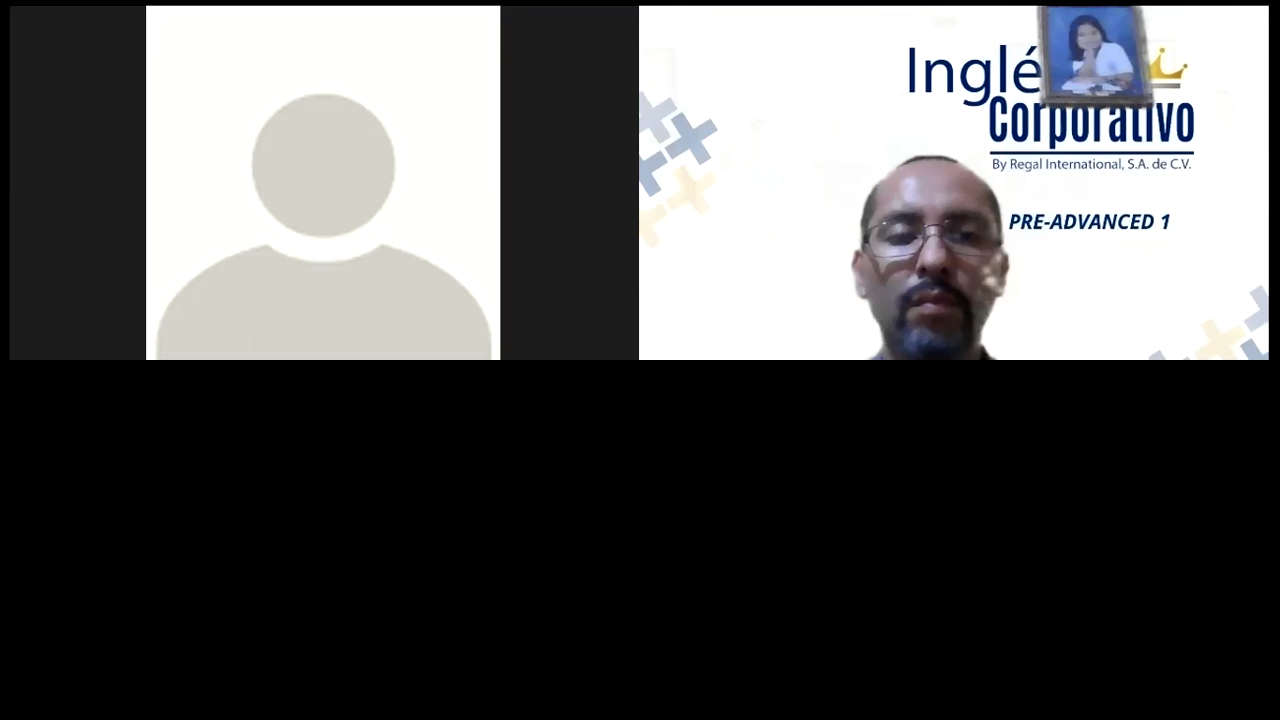 Inglé
Corporativo
By Regal International, S.A. de C.V.
PRE-ADVANCED 1